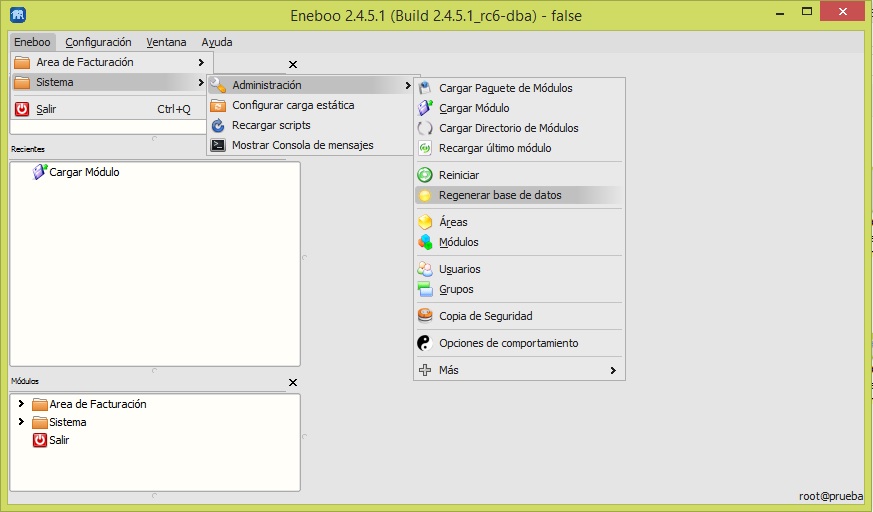 Eneboo 2.4.5.1 (Build 2.4.5.1_rc6-dba) - false
Eneboo Configuración Ventana Ayuda
Area de Facturación
Sistema
Salir Ctrl+Q
Administración
Configurar carga estática
Recargar scripts
Mostrar Consola de mensajes
Cargar Paquete de Módulos
Cargar Módulo
Cargar Directorio de Módulos
Recargar último módulo
Reiniciar
Regenerar base de datos
Áreas
Módulos
Usuarios
Grupos
Copia de Seguridad
Opciones de comportamiento
Más
Recientes
Cargar Módulo
Módulos
Area de Facturación
Sistema
Salir
root@prueba